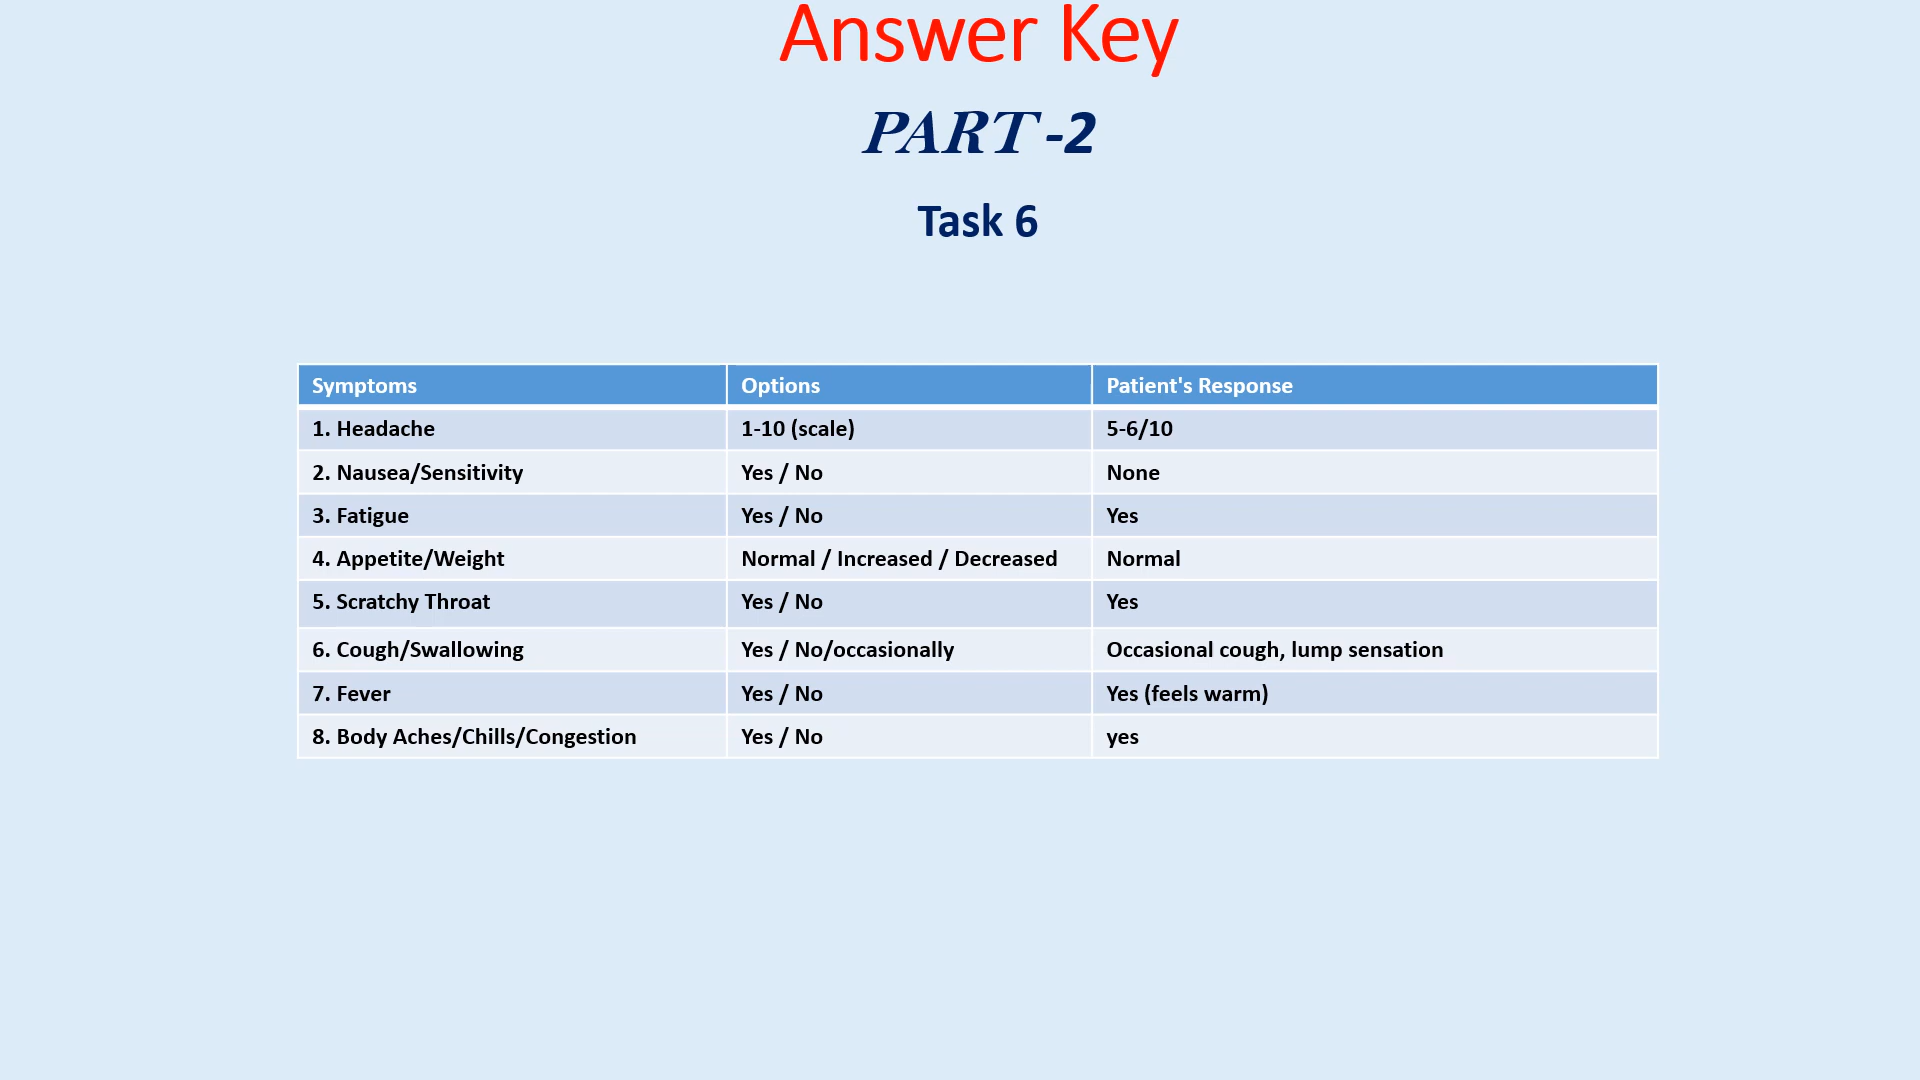 Answer Key
PART -2
Task 6
Symptoms Options Patient's Response
1. Headache 1-10 (scale) 5-6/10
2. Nausea/Sensitivity Yes / No None
3. Fatigue Yes / No Yes
4. Appetite/Weight Normal / Increased / Decreased Normal
5. Scratchy Throat Yes / No Yes
6. Cough/Swallowing Yes / No/occasionally Occasional cough, lump sensation
7. Fever Yes / No Yes (feels warm)
8. Body Aches/Chills/Congestion Yes / No yes